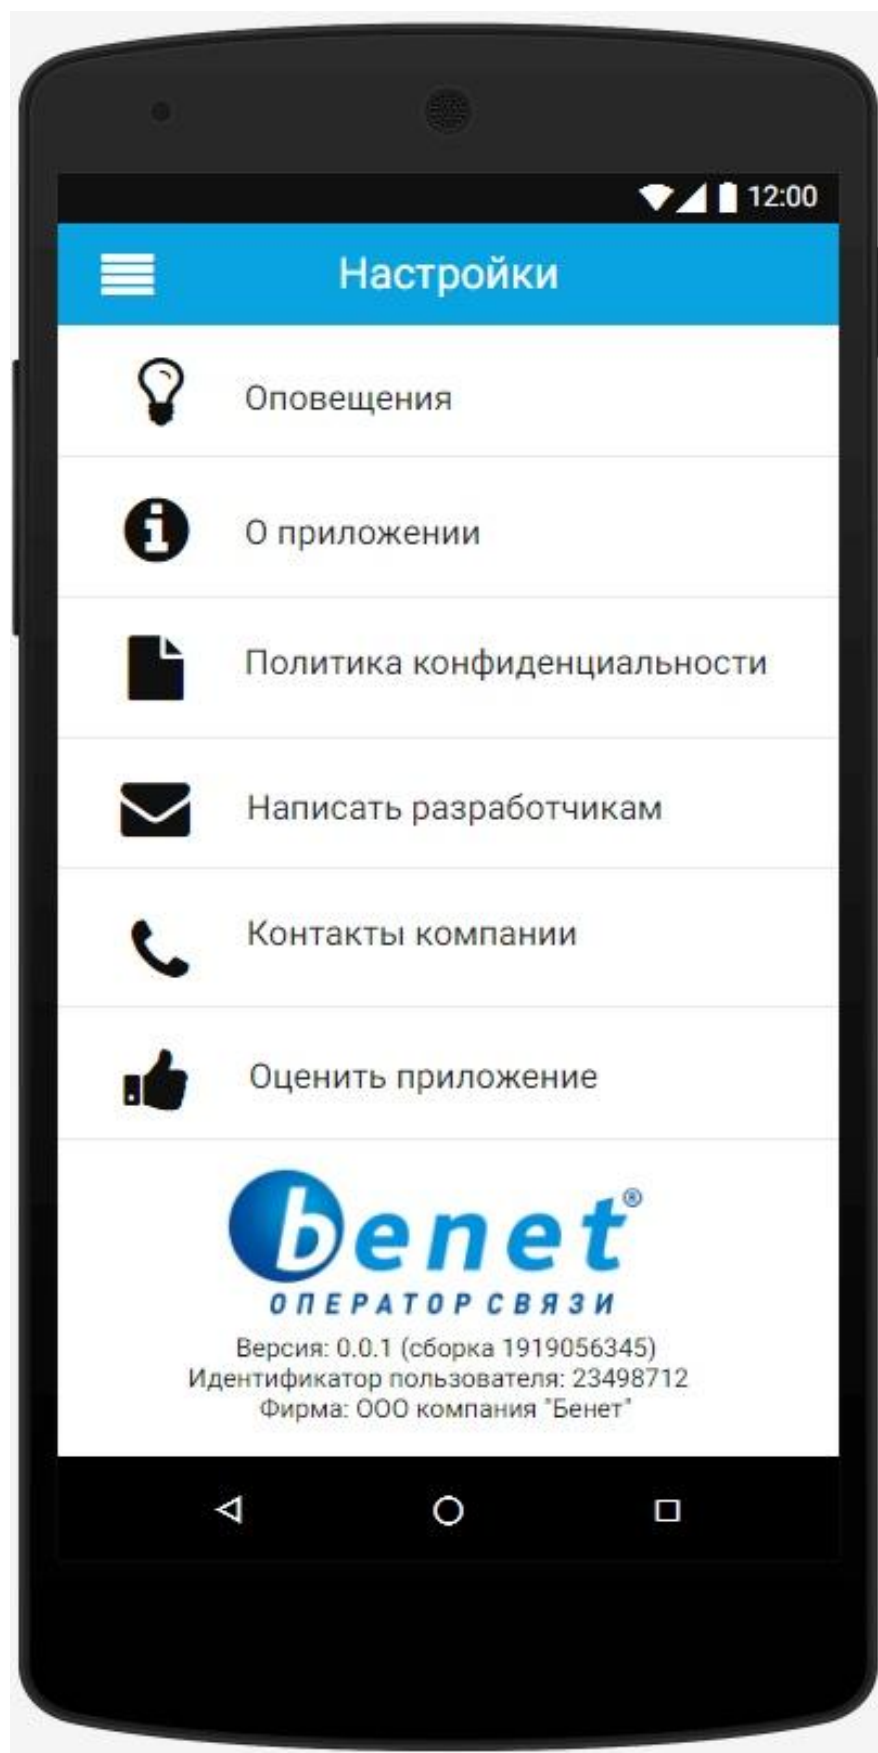 12:00
Настройки
Оповещения
О приложении
Политика конфиденциальности
Написать разработчикам
Контакты компании
Оценить приложение
benet®
ОПЕРАТОР СВЯЗИ
Версия: 0.0.1 (сборка 1919056345)
Идентификатор пользователя: 23498712
Фирма: ООО компания "Бенет"